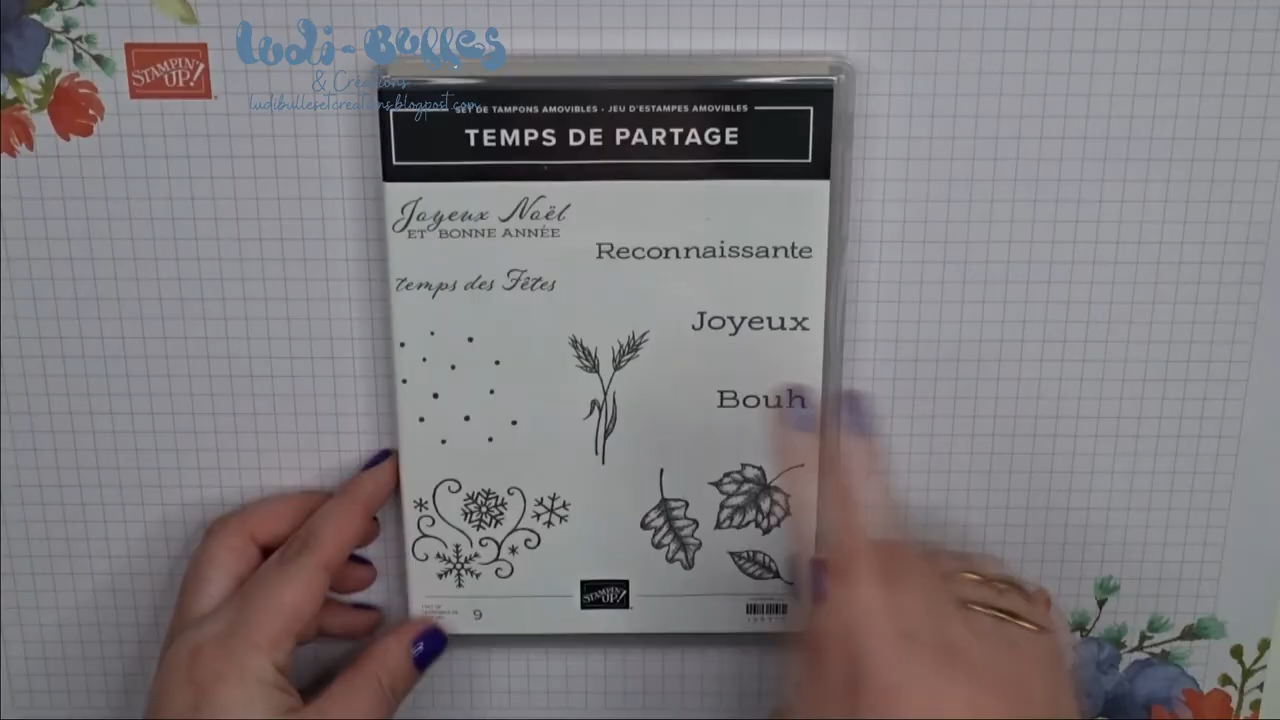 Ludi-Bulles
& Créations
ludibullesetcreations.blogspot.com
STAMPIN' UP!
SET DE TAMPONS AMOVIBLES • JEU D'ESTAMPES AMOVIBLES
TEMPS DE PARTAGE
Joyeux Noël
ET BONNE ANNÉE
Reconnaissante
temps des Fêtes
Joyeux
Bouh
STAMPIN' UP!
9